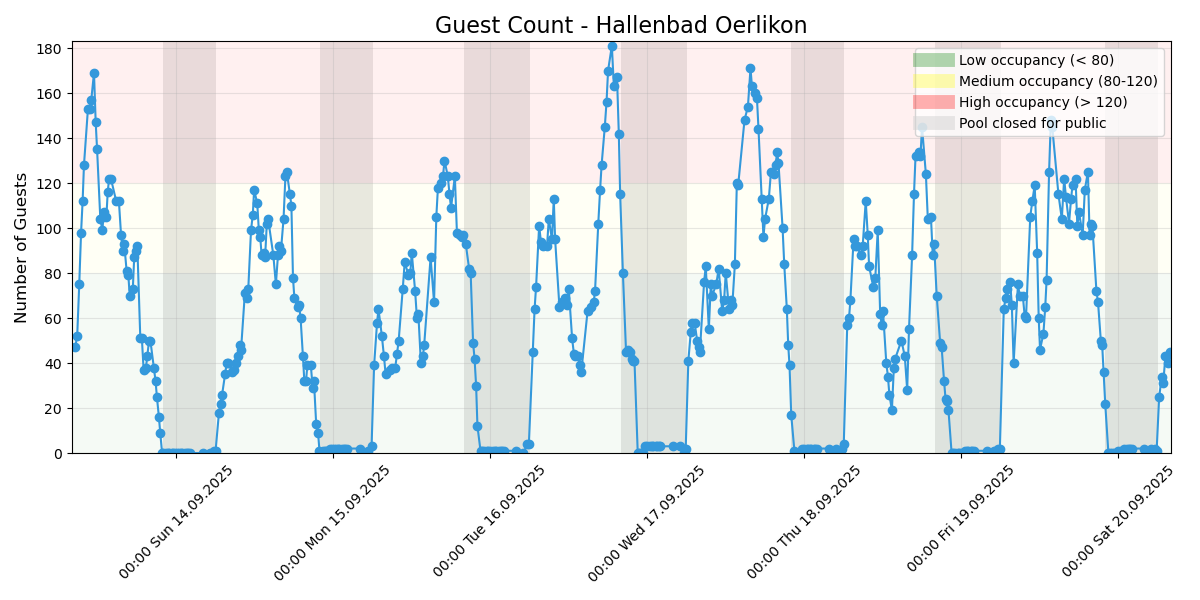 Guest Count - Hallenbad Oerlikon
Number of Guests
180
160
140
120
100
80
60
40
20
0
Low occupancy (< 80)
Medium occupancy (80-120)
High occupancy (> 120)
Pool closed for public
00:00 Sun 14.09.2025
00:00 Mon 15.09.2025
00:00 Tue 16.09.2025
00:00 Wed 17.09.2025
00:00 Thu 18.09.2025
00:00 Fri 19.09.2025
00:00 Sat 20.09.2025